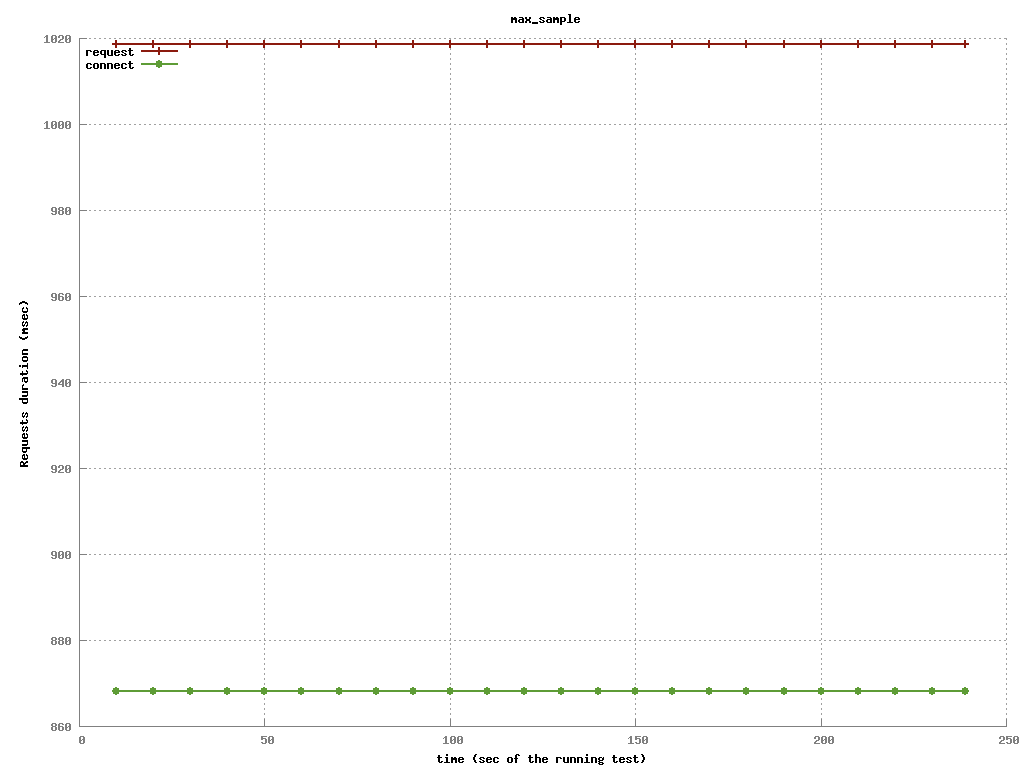 max_sample
1020
request
connect
1000
980
960
940
920
900
880
860
Requests duration (msec)
0 50 100 150 200 250
time (sec of the running test)